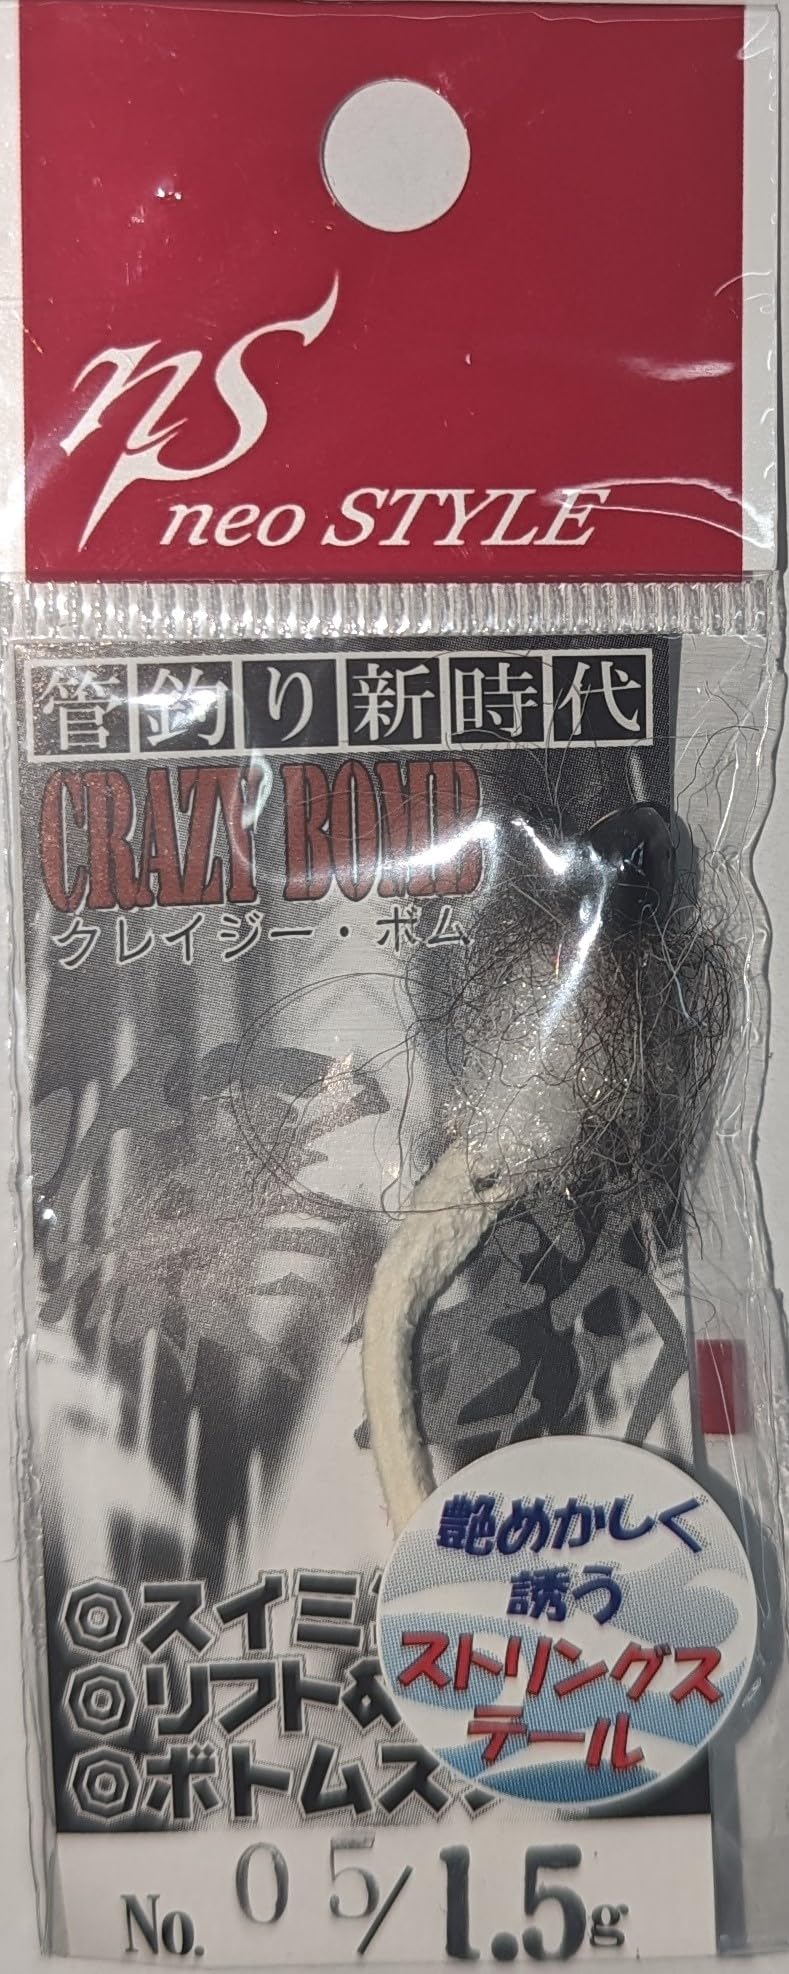 ns
neo STYLE
管釣り新時代
CRAZY BOMB
クレイジー・ボム
艶めかしく
誘う
ストリングス
テール
◎スイミ
◎リフト&
◎ボトムス
No. 05/1.5g